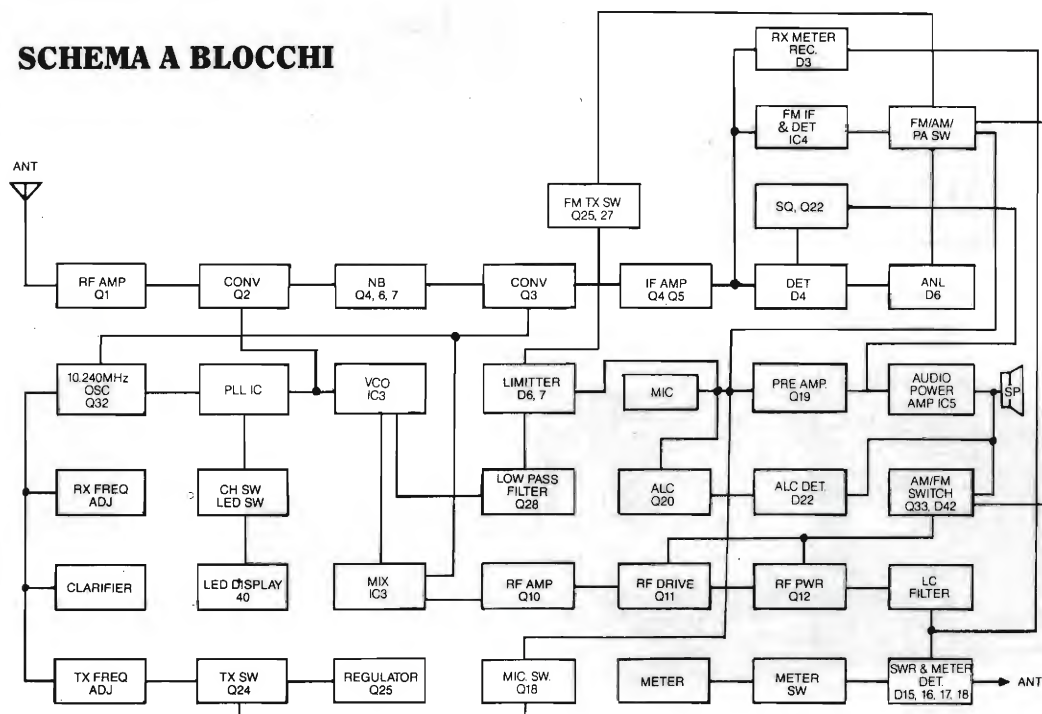 SCHEMA A BLOCCHI
RX METER
REC.
D3
FM IF
& DET
IC4
FM/AM/
PA SW
ANT
FM TX SW
Q25, 27
SQ, Q22
RF AMP
Q1
CONV
Q2
NB
Q4, 6, 7
CONV
Q3
IF AMP
Q4 Q5
DET
D4
ANL
D6
10.240MHz
OSC
Q32
PLL IC
VCO
IC3
LIMITTER
D6, 7
MIC
PRE AMP.
Q19
AUDIO
POWER
AMP IC5
SP
RX FREQ
ADJ
CH SW
LED SW
LOW PASS
FILTER
Q28
ALC
Q20
ALC DET.
D22
AM/FM
SWITCH
Q33, D42
CLARIFIER
LED DISPLAY
40
MIX
IC3
RF AMP
Q10
RF DRIVE
Q11
RF PWR
Q12
LC
FILTER
TX FREQ
ADJ
TX SW
Q24
REGULATOR
Q25
MIC. SW.
Q18
METER
METER
SW
SWR & METER
DET.
D15, 16, 17, 18
ANT